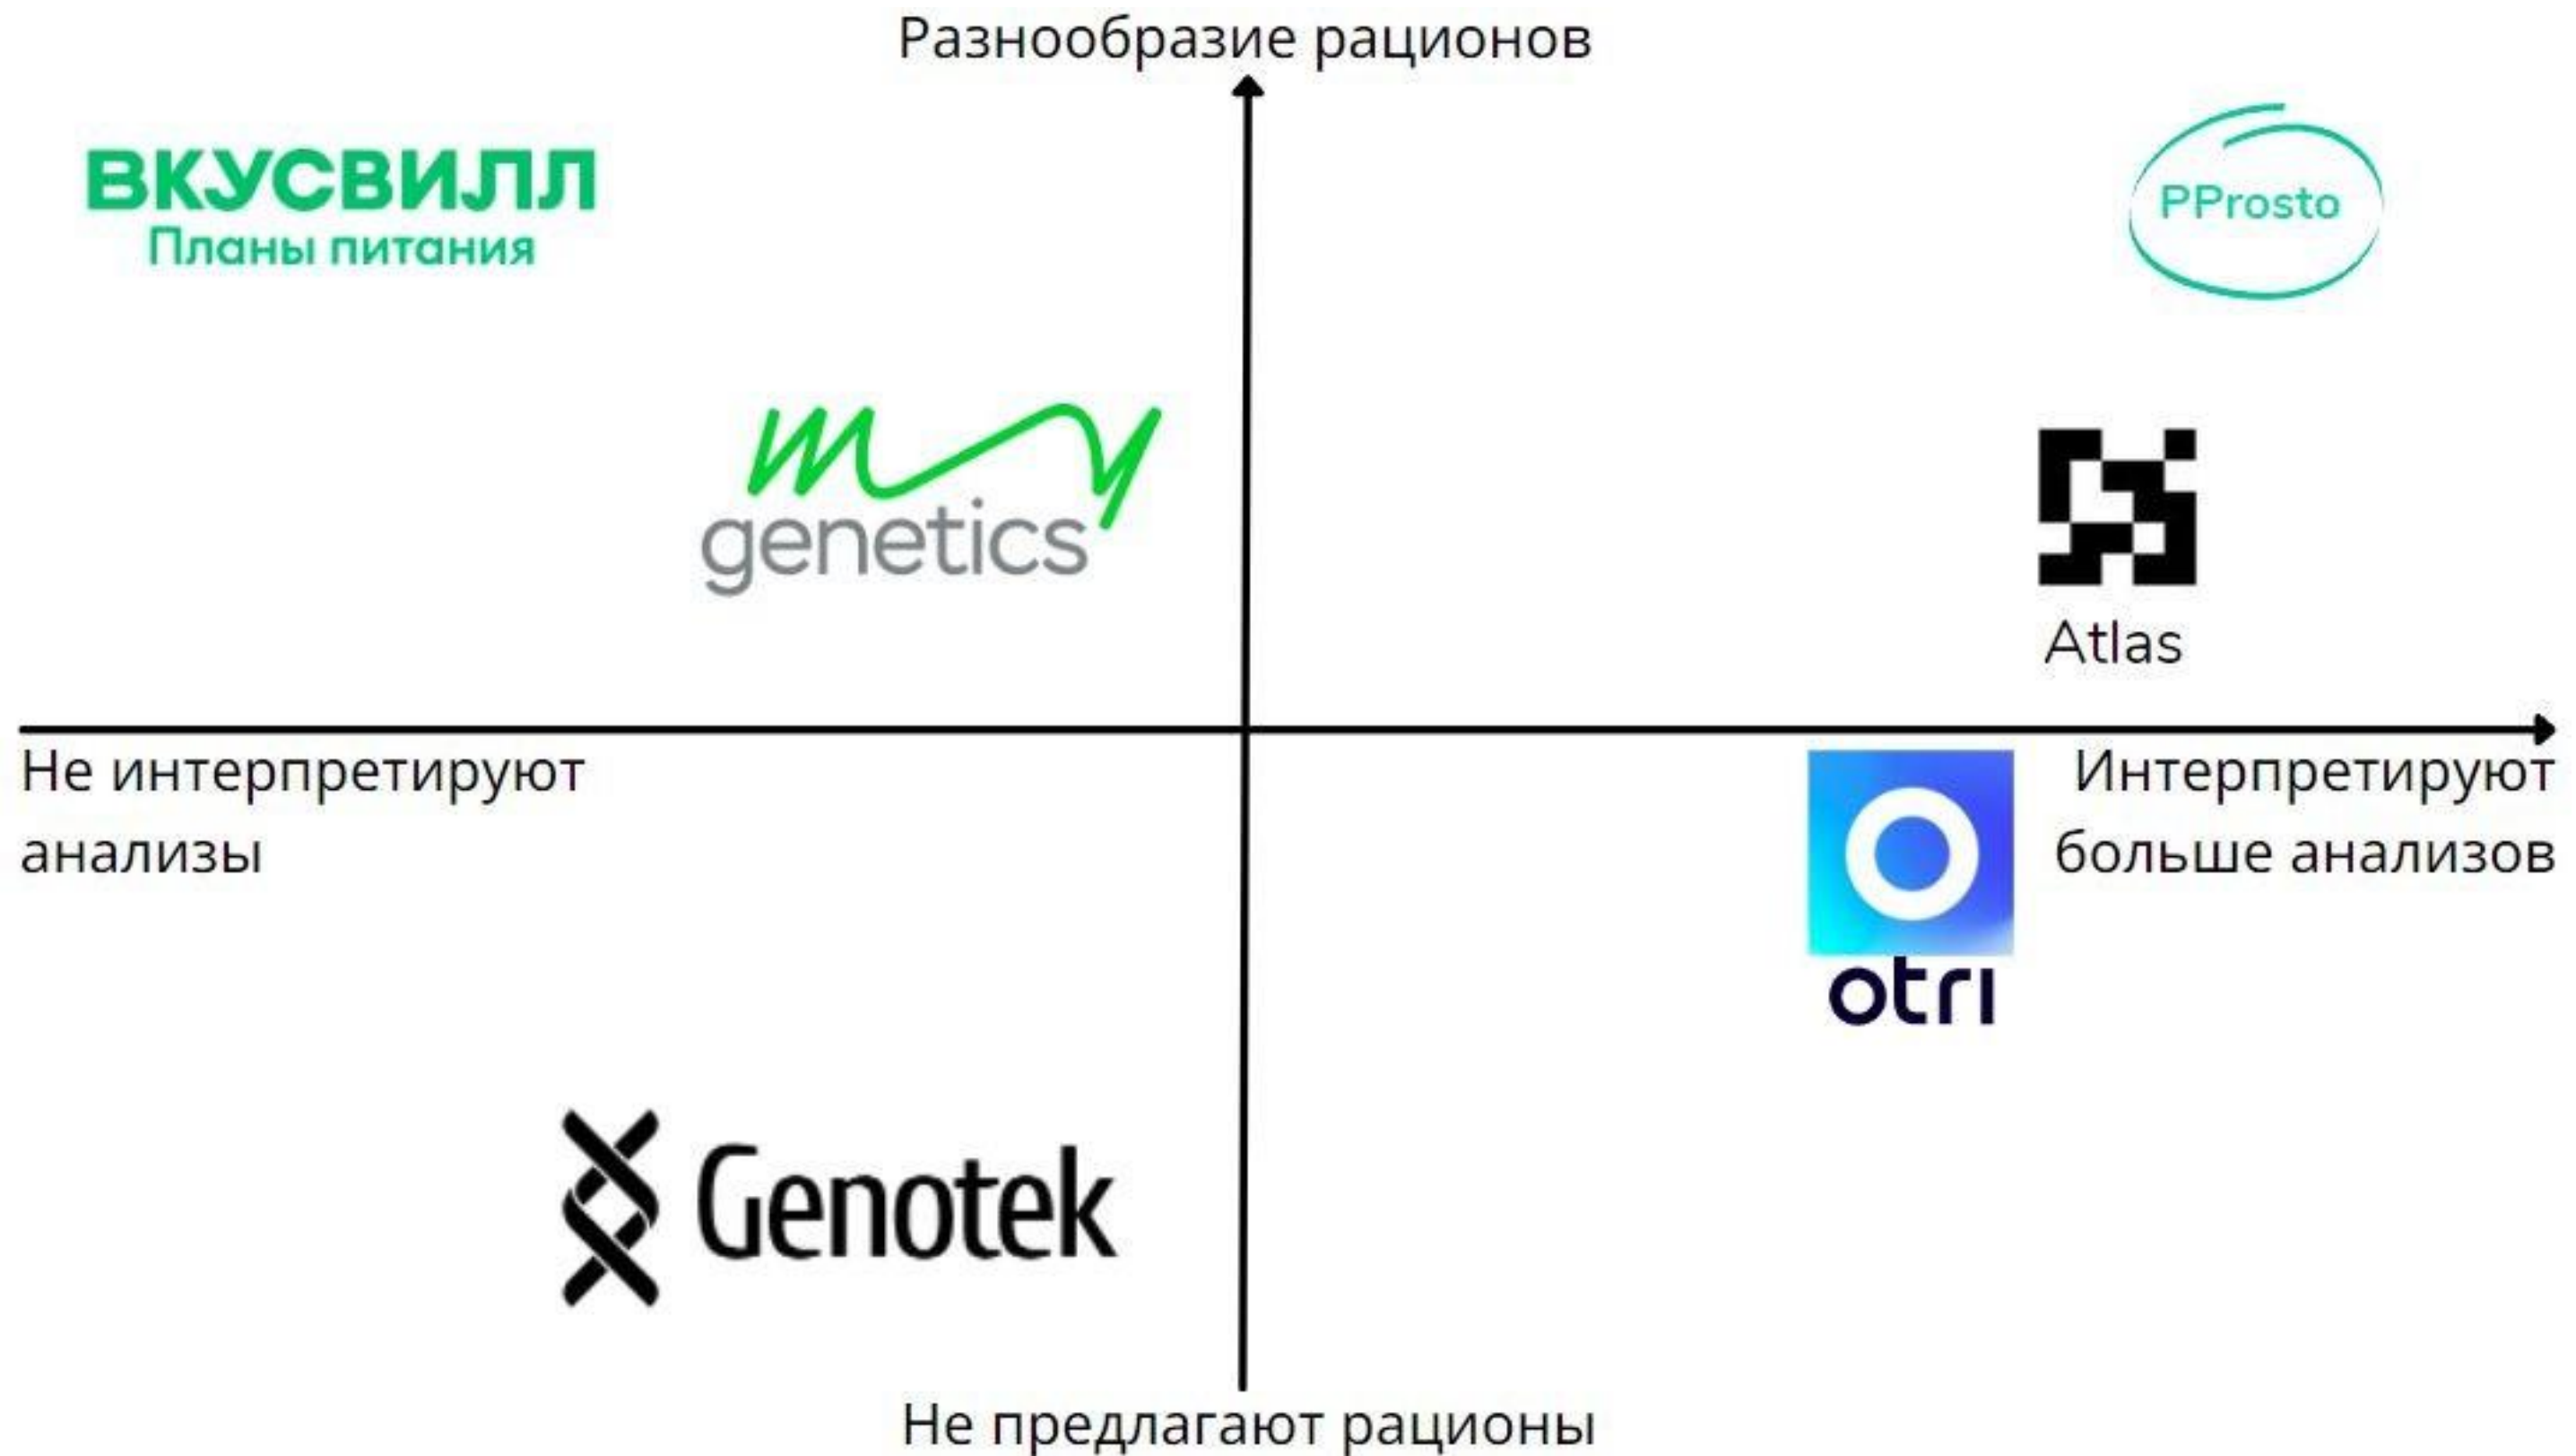 Разнообразие рационов
ВКУСВИЛЛ
Планы питания
PProsto
my
genetics
Atlas
Не интерпретируют
анализы
Интерпретируют
больше анализов
otri
Genotek
Не предлагают рационы